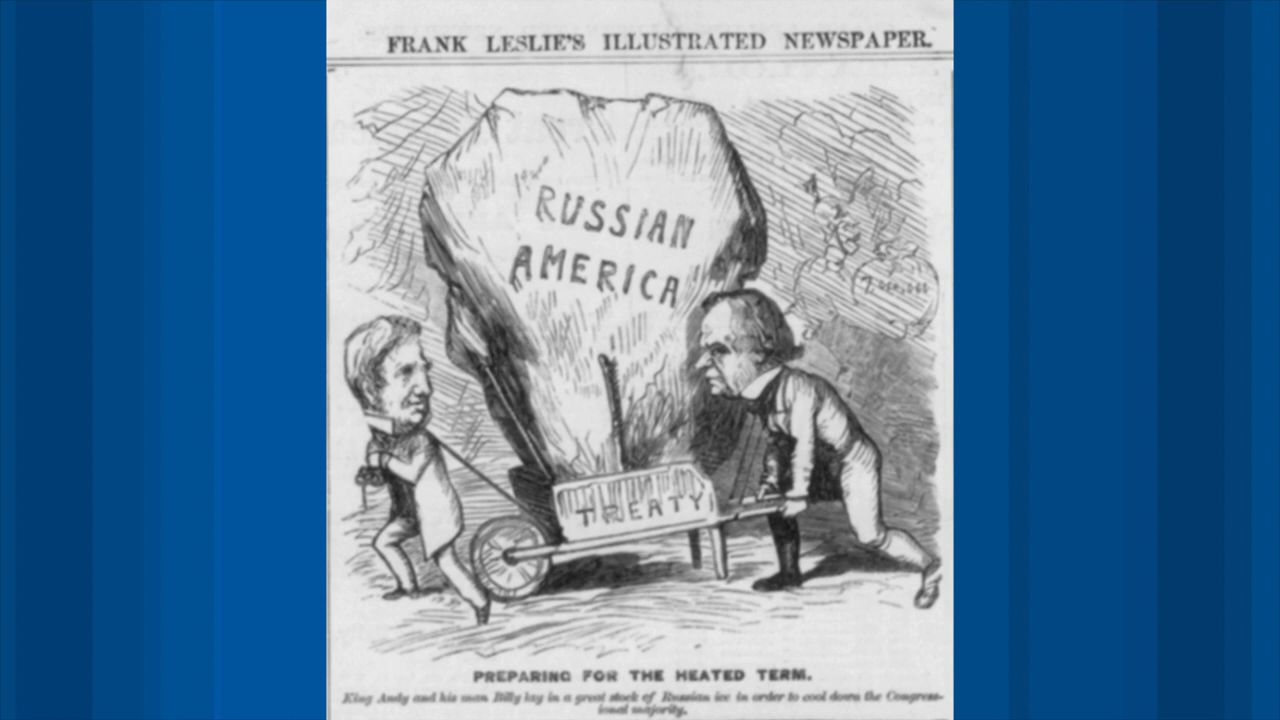 FRANK LESLIE'S ILLUSTRATED NEWSPAPER.
RUSSIAN
AMERICA
TREATY
PREPARING FOR THE HEATED TERM.
King Andy and his man Billy lay in a great stock of Russian ice in order to cool down the Congress-
ional majority.